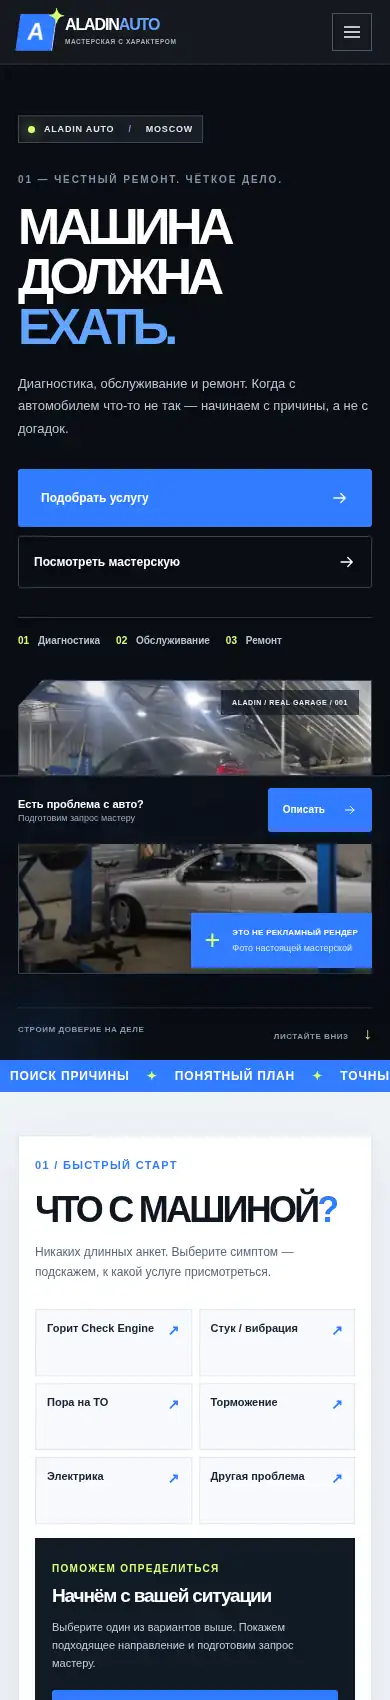 A
ALADINAUTO
МАСТЕРСКАЯ С ХАРАКТЕРОМ
ALADIN AUTO / MOSCOW
01 — ЧЕСТНЫЙ РЕМОНТ. ЧЁТКОЕ ДЕЛО.
МАШИНА
ДОЛЖНА
ЕХАТЬ.
Диагностика, обслуживание и ремонт. Когда с
автомобилем что-то не так — начинаем с причины, а не с
догадок.
Подобрать услугу →
Посмотреть мастерскую →
01 Диагностика 02 Обслуживание 03 Ремонт
ALADIN / REAL GARAGE / 001
Есть проблема с авто?
Подготовим запрос мастеру
Описать →
+ ЭТО НЕ РЕКЛАМНЫЙ РЕНДЕР
Фото настоящей мастерской
СТРОИМ ДОВЕРИЕ НА ДЕЛЕ
ЛИСТАЙТЕ ВНИЗ ↓
ПОИСК ПРИЧИНЫ ✦ ПОНЯТНЫЙ ПЛАН ✦ ТОЧНЫ
01 / БЫСТРЫЙ СТАРТ
ЧТО С МАШИНОЙ?
Никаких длинных анкет. Выберите симптом —
подскажем, к какой услуге присмотреться.
Горит Check Engine ↗
Стук / вибрация ↗
Пора на ТО ↗
Торможение ↗
Электрика ↗
Другая проблема ↗
ПОМОЖЕМ ОПРЕДЕЛИТЬСЯ
Начнём с вашей ситуации
Выберите один из вариантов выше. Покажем
подходящее направление и подготовим запрос
мастеру.